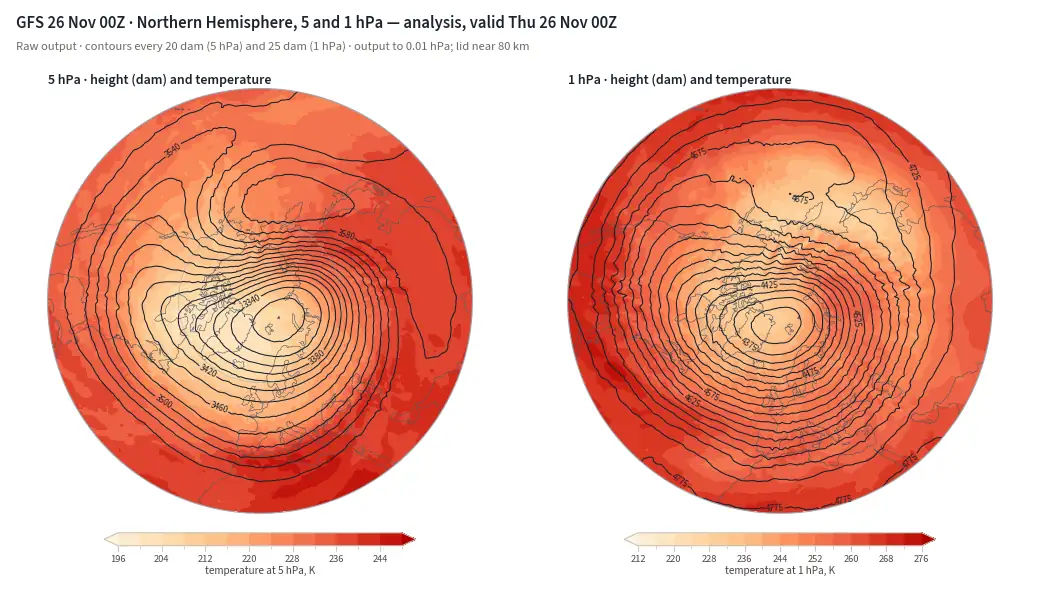 GFS 26 Nov 00Z · Northern Hemisphere, 5 and 1 hPa — analysis, valid Thu 26 Nov 00Z
Raw output · contours every 20 dam (5 hPa) and 25 dam (1 hPa) · output to 0.01 hPa; lid near 80 km
5 hPa · height (dam) and temperature
3540
3580
3340
3380
3420
3460
3500
196 204 212 220 228 236 244
temperature at 5 hPa, K
1 hPa · height (dam) and temperature
4675
4725
4675
4425
4525
4375
4475
4575
4625
4775
4775
4775
4775
212 220 228 236 244 252 260 268 276
temperature at 1 hPa, K